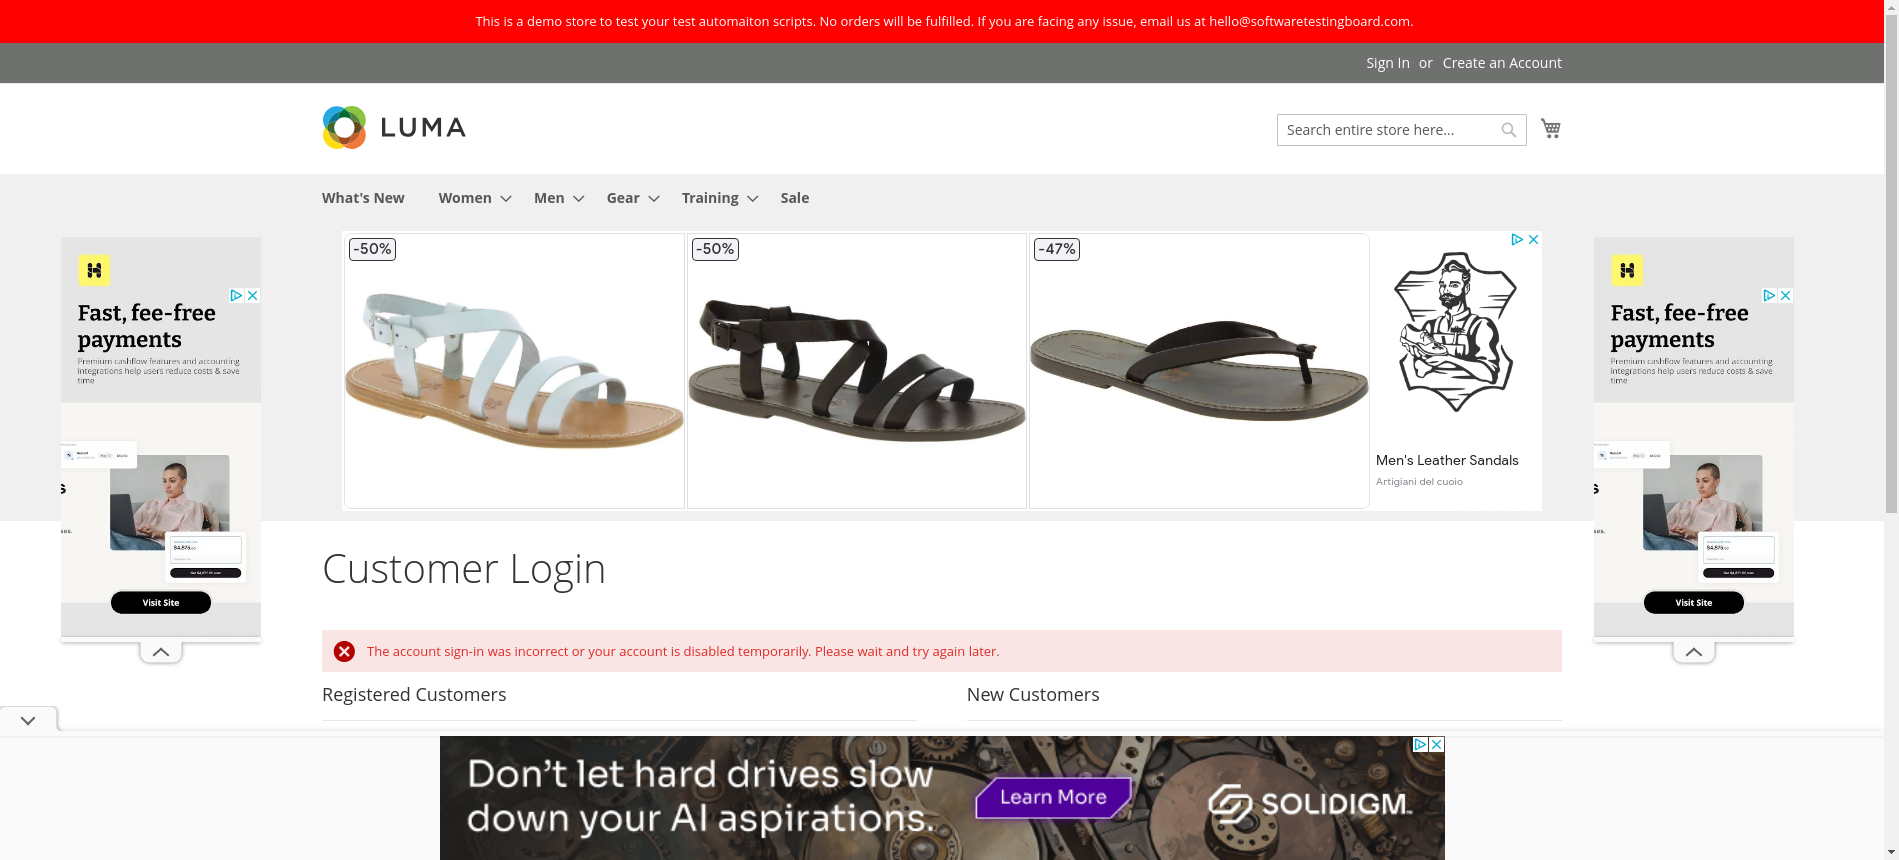 This is a demo store to test your test automaiton scripts. No orders will be fulfilled. If you are facing any issue, email us at hello@softwaretestingboard.com.
Sign In or Create an Account
LUMA
Search entire store here...
What's New Women Men Gear Training Sale
-50%
-50%
-47%
Men's Leather Sandals
Artigiani del cuoio
Fast, fee-free
payments
Premium cashflow features and accounting
integrations help users reduce costs & save
time
$4,875.00
Visit Site
Fast, fee-free
payments
Premium cashflow features and accounting
integrations help users reduce costs & save
time
$4,875.00
Visit Site
Customer Login
The account sign-in was incorrect or your account is disabled temporarily. Please wait and try again later.
Registered Customers
New Customers
Don't let hard drives slow
down your AI aspirations.
Learn More
SOLIDIGM